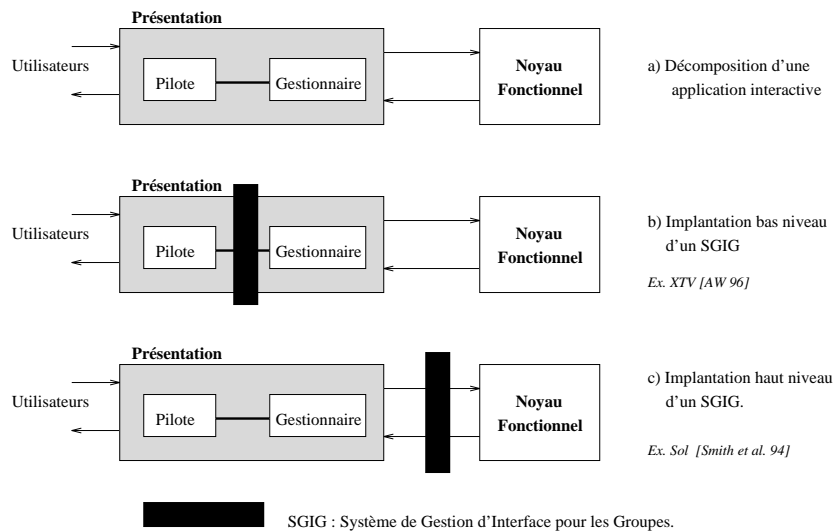 Présentation
Utilisateurs
Pilote
Gestionnaire
Noyau
Fonctionnel
a) Décomposition d'une
application interactive
Présentation
Utilisateurs
Pilote
Gestionnaire
Noyau
Fonctionnel
b) Implantation bas niveau
d'un SGIG
Ex. XTV [AW 96]
Présentation
Utilisateurs
Pilote
Gestionnaire
Noyau
Fonctionnel
c) Implantation haut niveau
d'un SGIG.
Ex. Sol [Smith et al. 94]
SGIG : Système de Gestion d'Interface pour les Groupes.